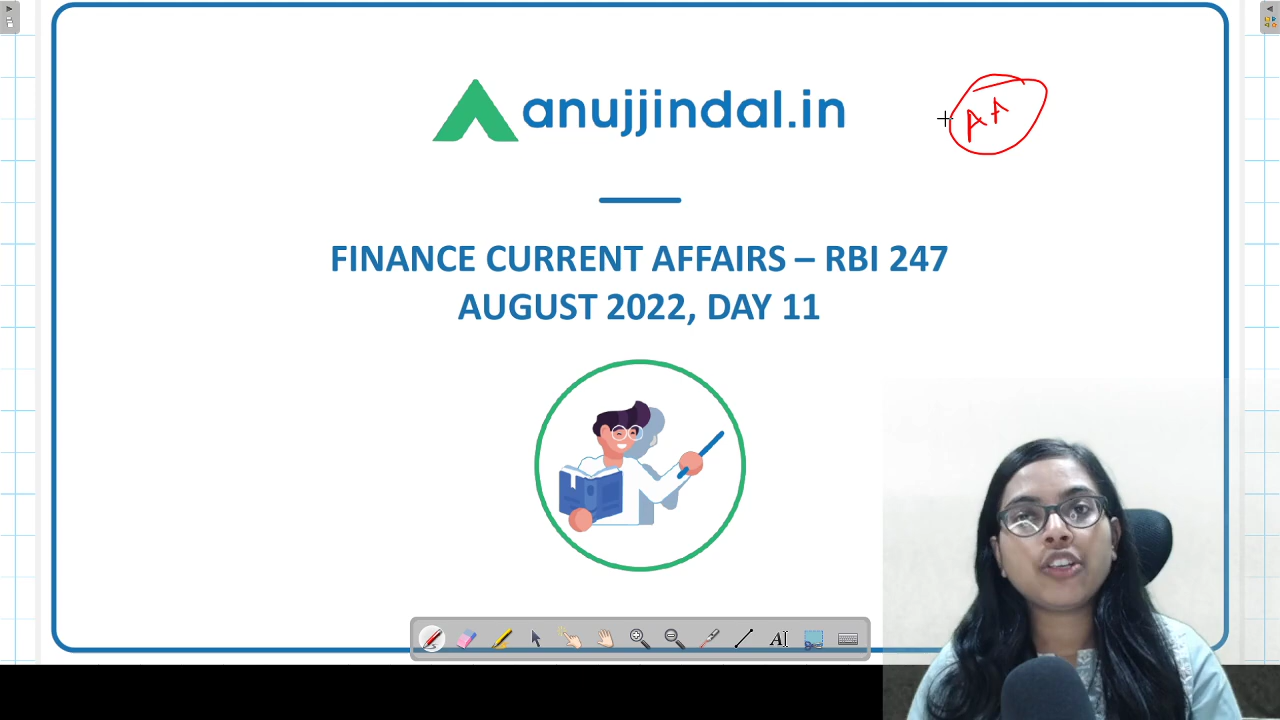 anujjindal.in
AA
FINANCE CURRENT AFFAIRS – RBI 247
AUGUST 2022, DAY 11
A